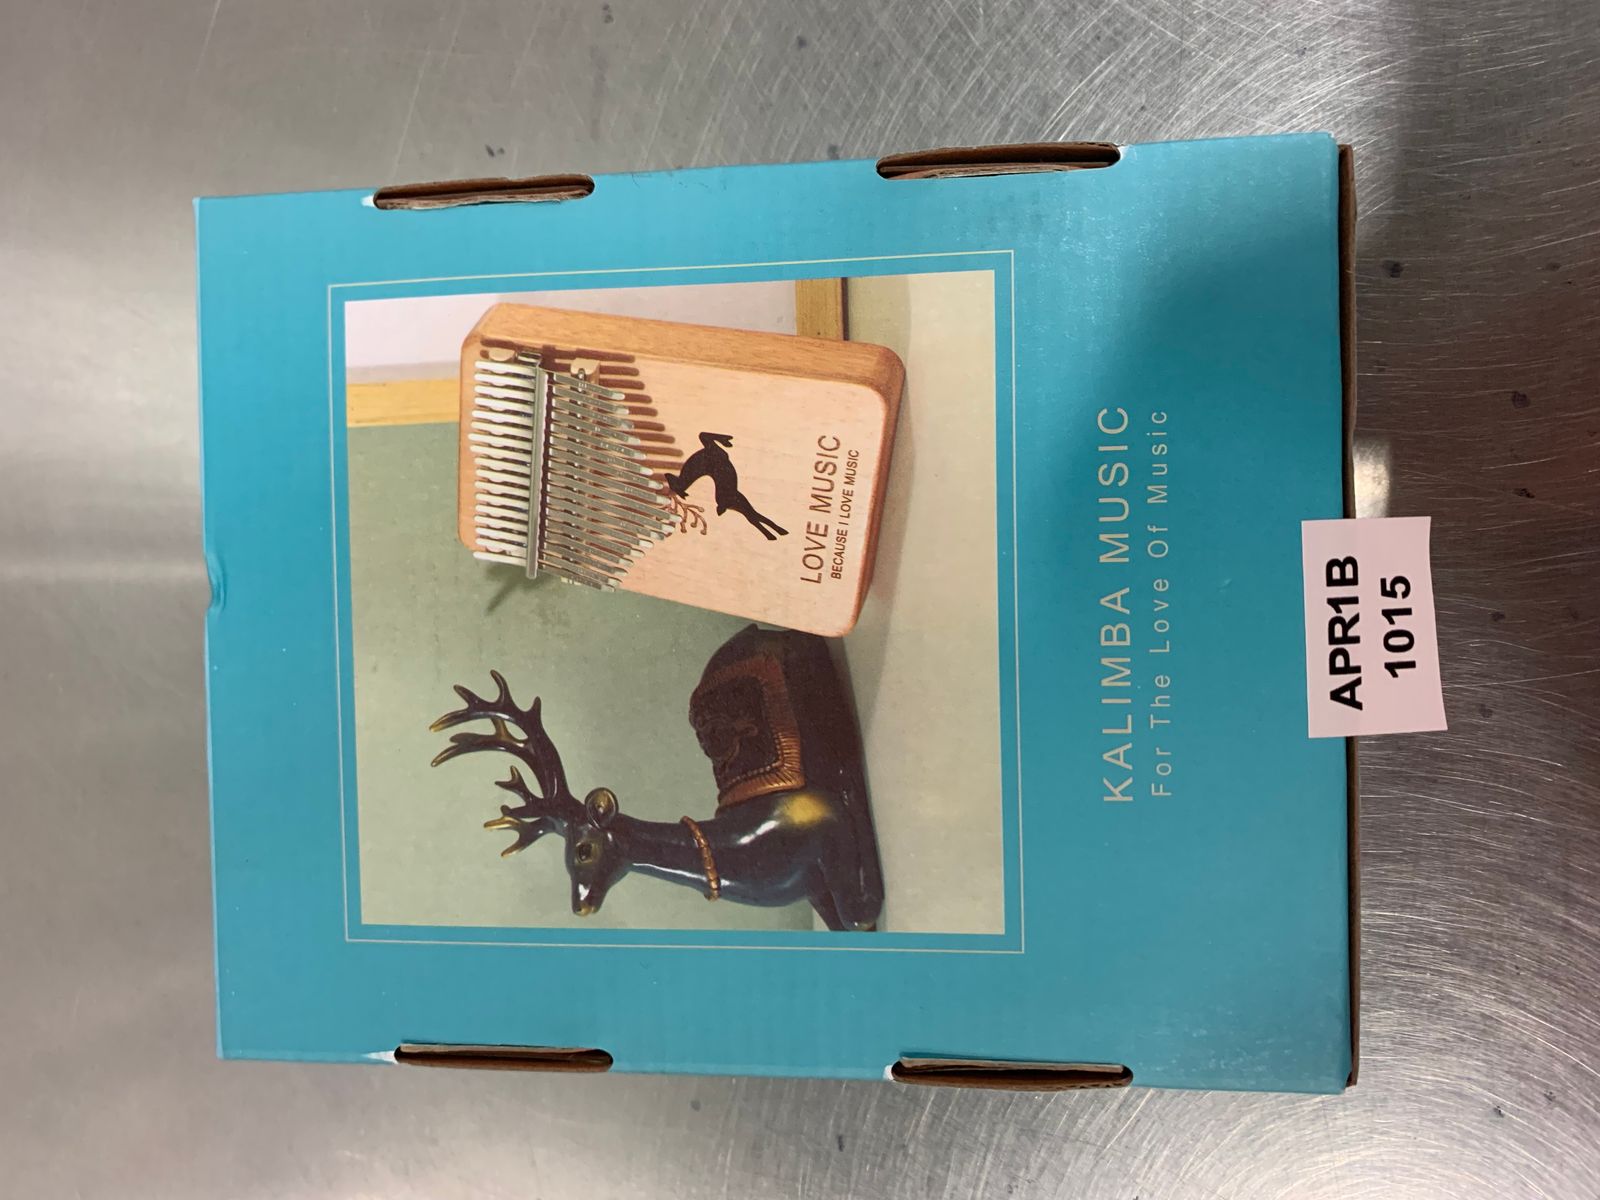 LOVE MUSIC
BECAUSE I LOVE MUSIC
KALIMBA MUSIC
For The Love Of Music
APR1B
1015